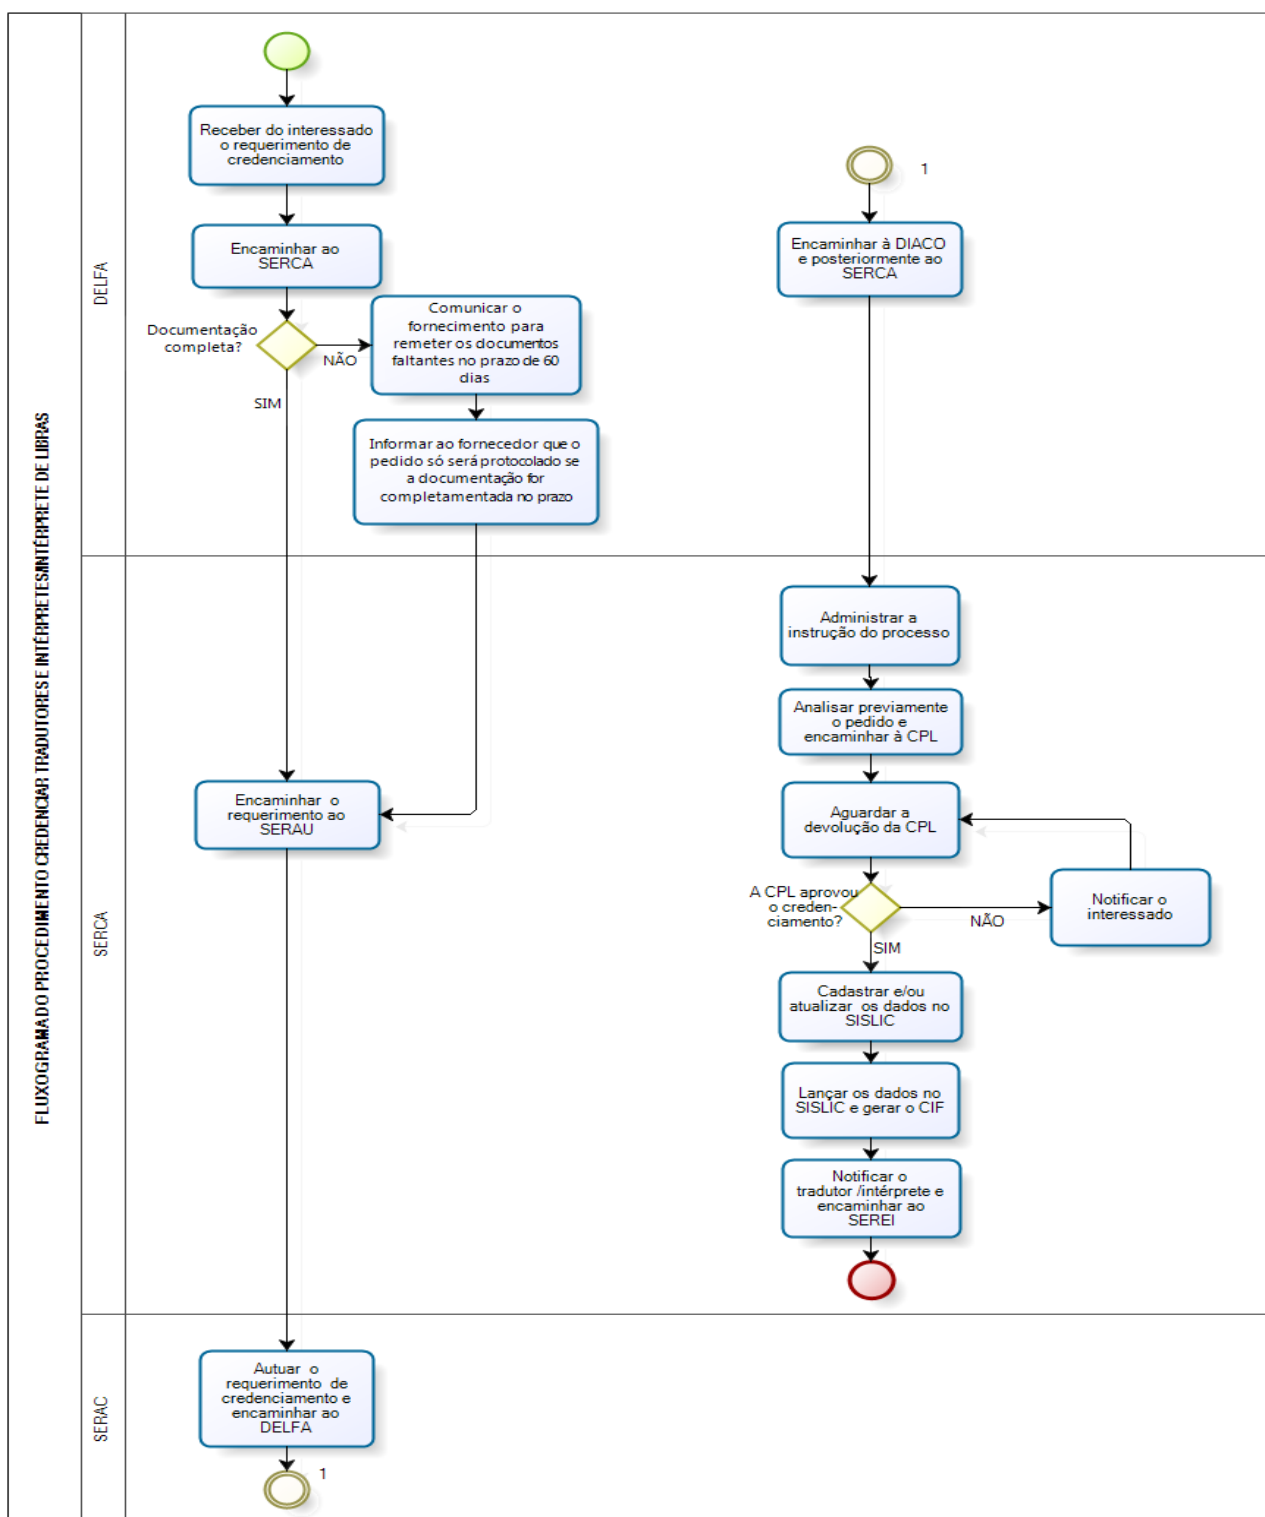 FLUXOGRAMA DO PROCEDIMENTO CREDENCIAR TRADUTORES E INTÉRPRETES/INTÉRPRETE DE LIBRAS
DELFA
Receber do interessado
o requerimento de
credenciamento
Encaminhar ao
SERCA
Documentação
completa?
NÃO
SIM
Comunicar o
fornecimento para
remeter os documentos
faltantes no prazo de 60
dias
Informar ao fornecedor que o
pedido só será protocolado se
a documentação for
completamentada no prazo
1
Encaminhar à DIACO
e posteriormente ao
SERCA
SERCA
Encaminhar o
requerimento ao
SERAU
Administrar a
instrução do processo
Analisar previamente
o pedido e
encaminhar à CPL
Aguardar a
devolução da CPL
A CPL aprovou
o creden-
ciamento?
NÃO
SIM
Notificar o
interessado
Cadastrar e/ou
atualizar os dados no
SISLIC
Lançar os dados no
SISLIC e gerar o CIF
Notificar o
tradutor /intérprete e
encaminhar ao
SEREI
SERAC
Autuar o
requerimento de
credenciamento e
encaminhar ao
DELFA
1